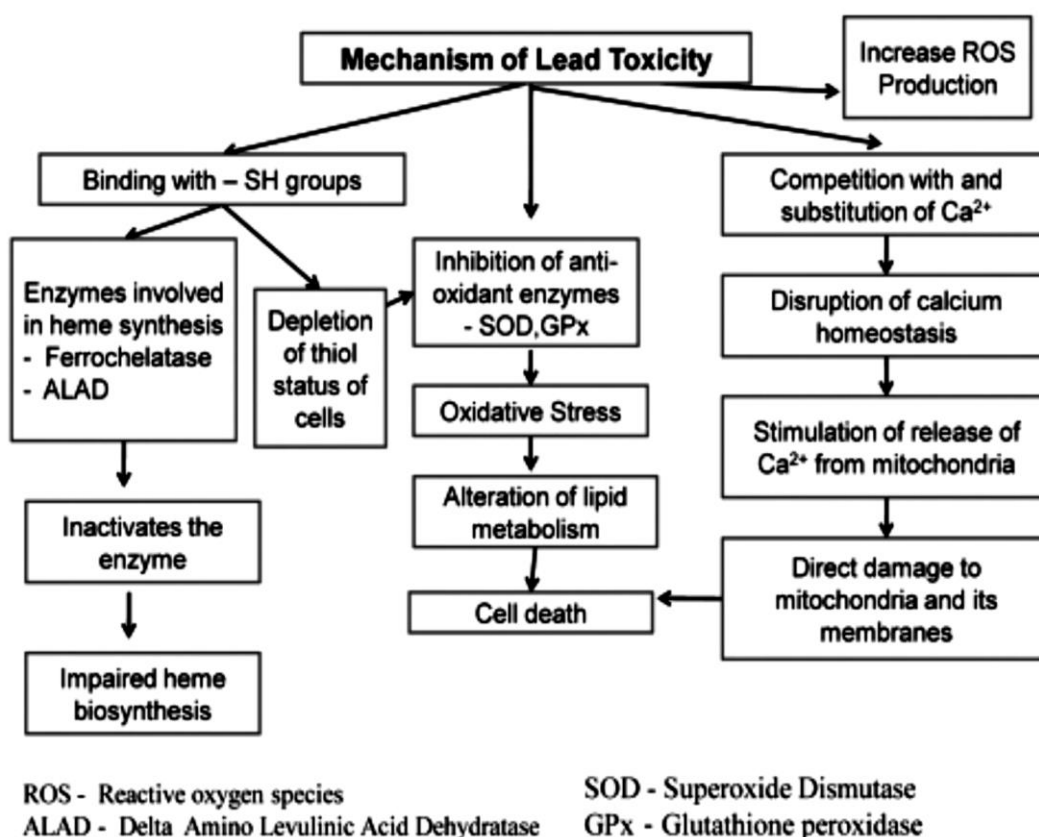 Mechanism of Lead Toxicity
Increase ROS
Production
Binding with – SH groups
Competition with and
substitution of Ca²⁺
Enzymes involved
in heme synthesis
- Ferrochelatase
- ALAD
Depletion
of thiol
status of
cells
Inhibition of anti-
oxidant enzymes
- SOD,GPx
Disruption of calcium
homeostasis
Oxidative Stress
Stimulation of release of
Ca²⁺ from mitochondria
Inactivates the
enzyme
Alteration of lipid
metabolism
Direct damage to
mitochondria and its
membranes
Cell death
Impaired heme
biosynthesis
ROS - Reactive oxygen species
ALAD - Delta Amino Levulinic Acid Dehydratase
SOD - Superoxide Dismutase
GPx - Glutathione peroxidase